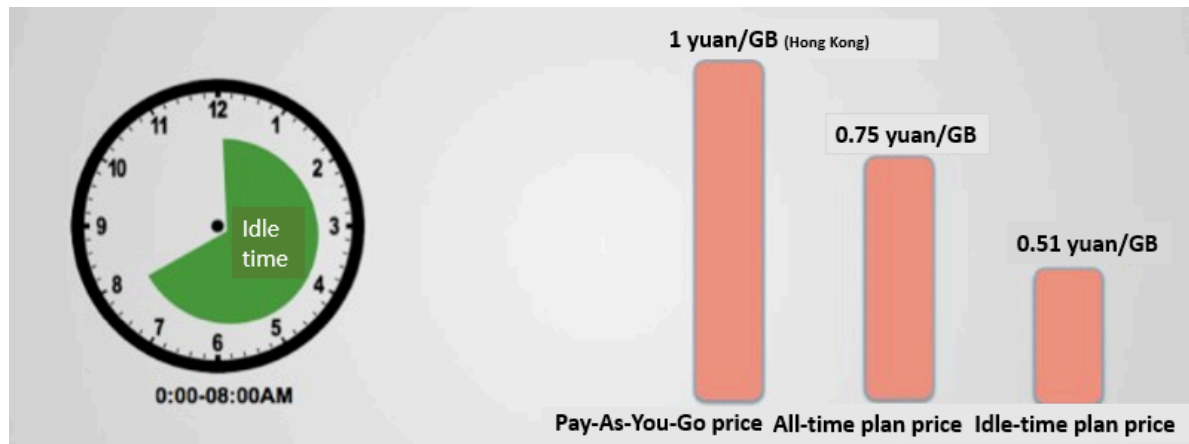 12
1
2
3
4
5
6
7
8
9
10
11
Idle
time
0:00-08:00AM
1 yuan/GB (Hong Kong)
0.75 yuan/GB
0.51 yuan/GB
Pay-As-You-Go price All-time plan price Idle-time plan price